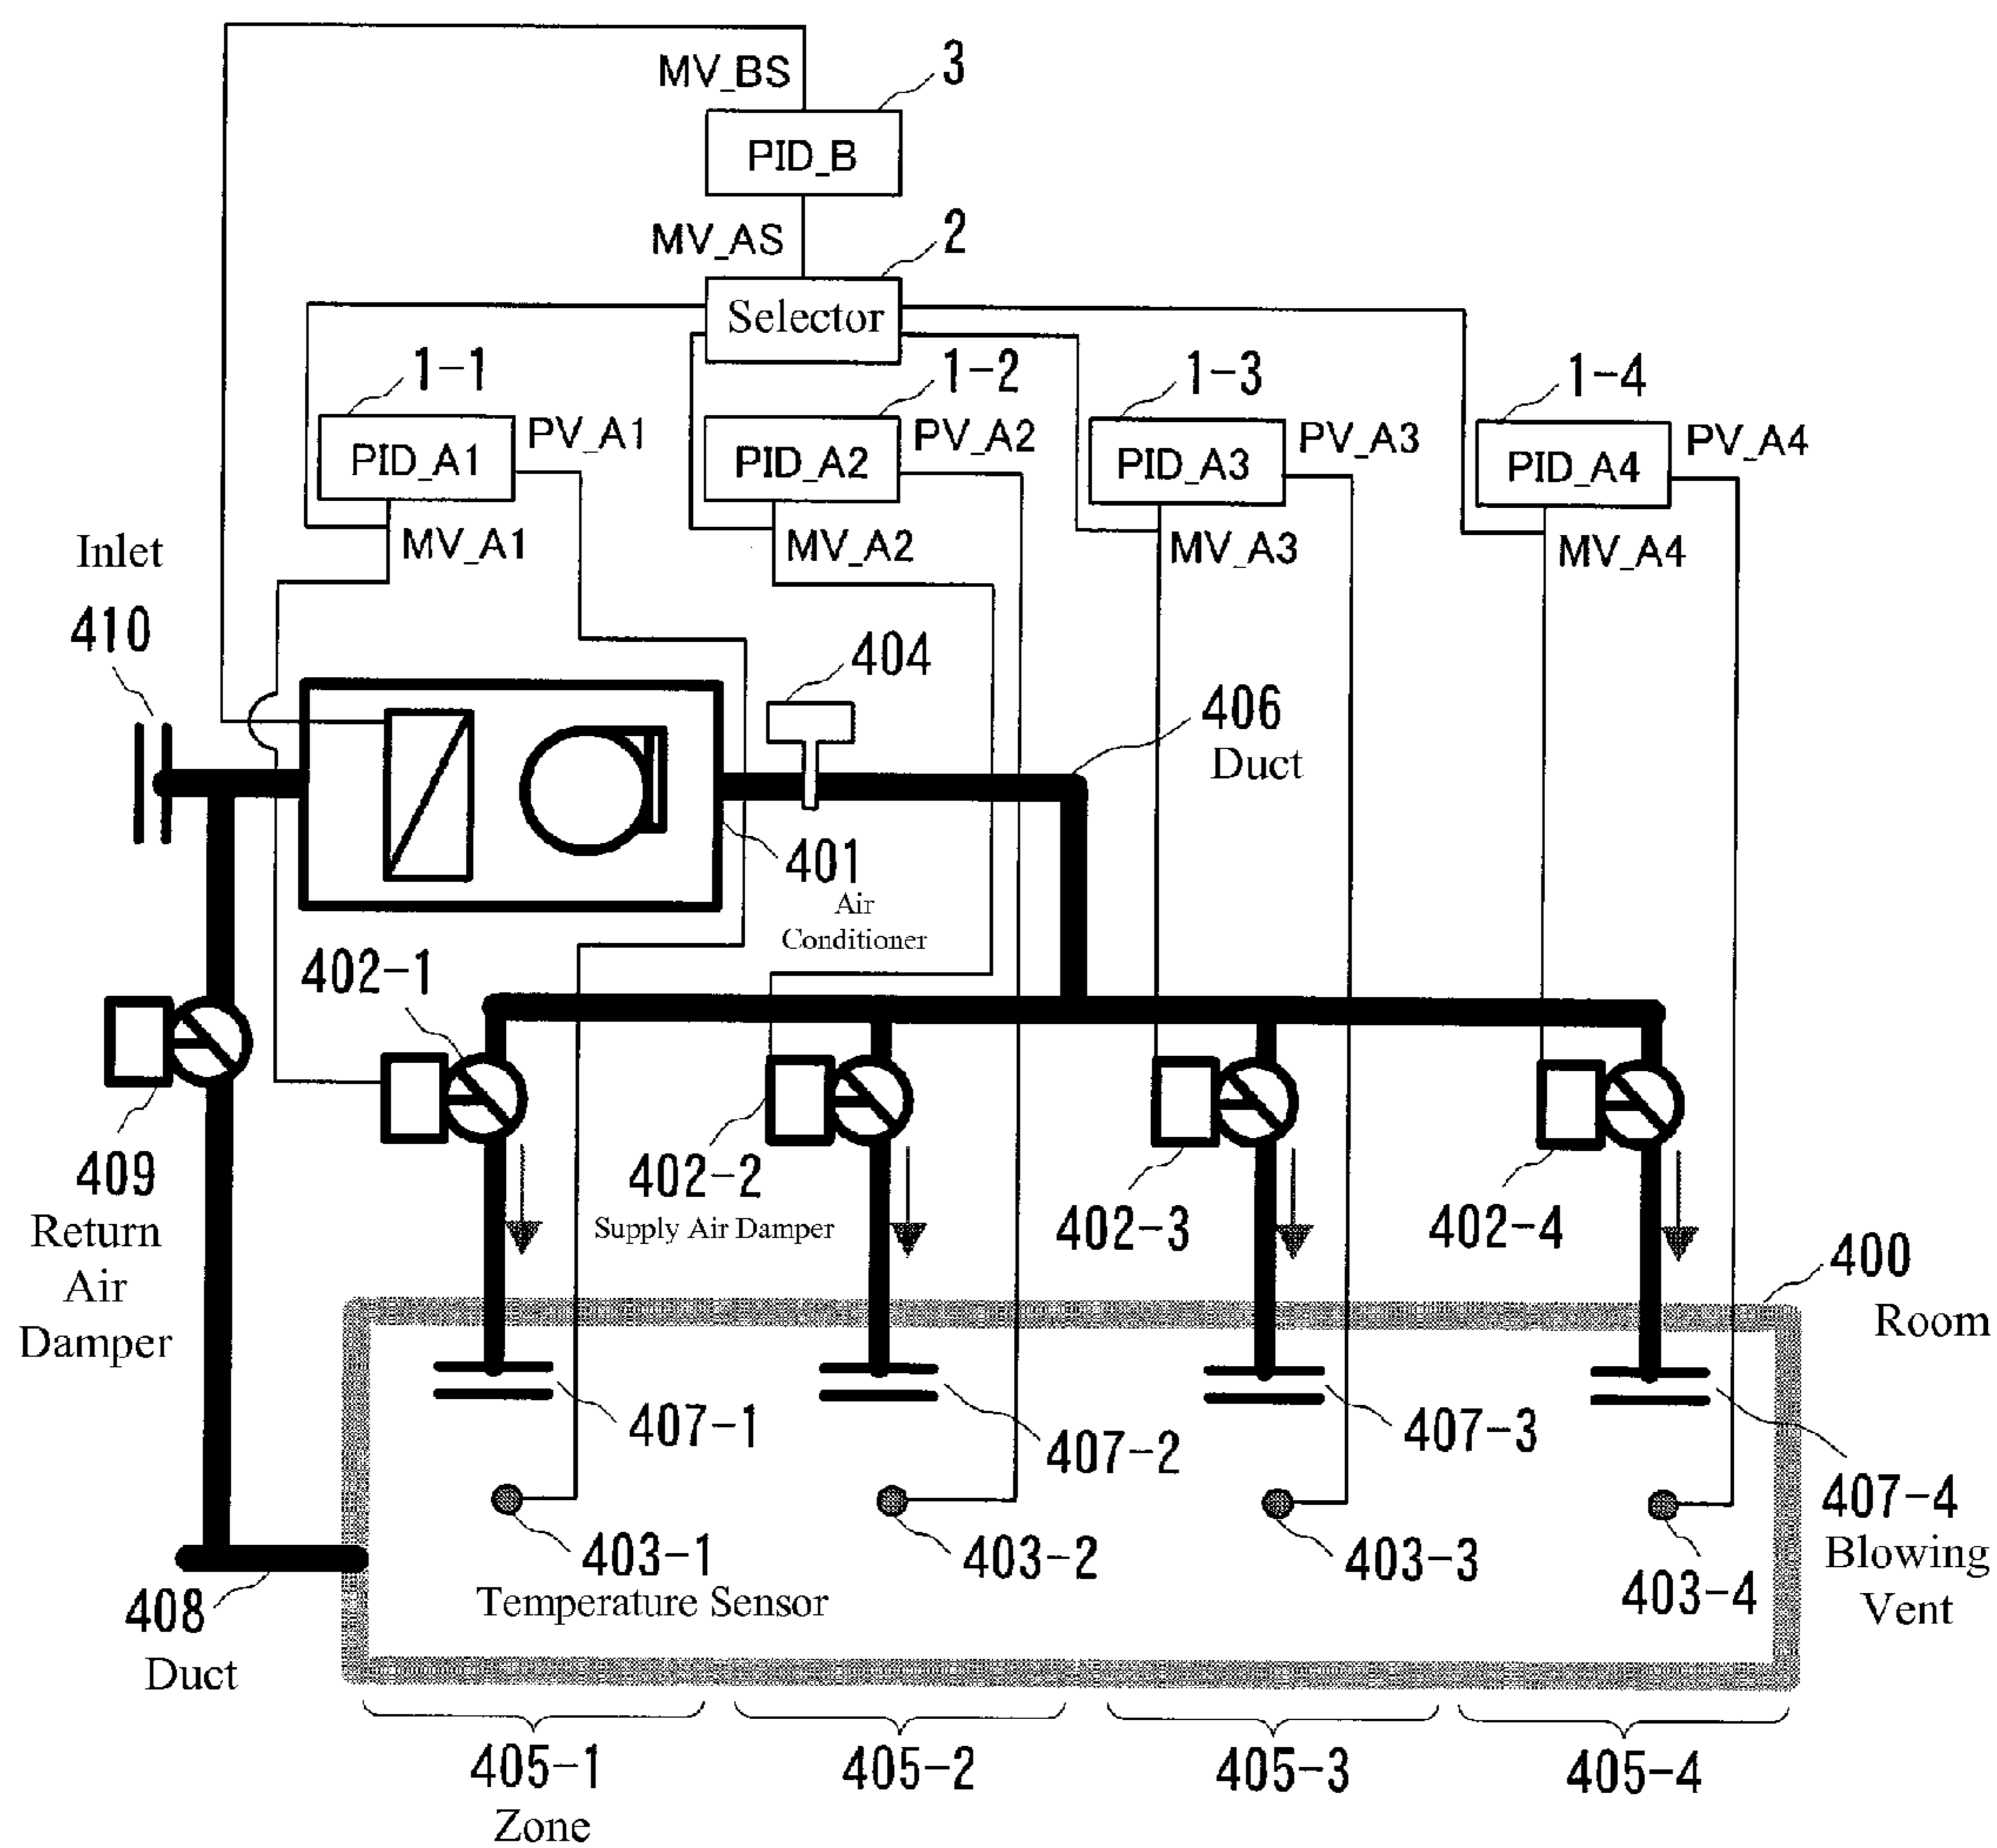 MV_BS
3
PID_B
MV_AS
2
Selector
1-1
1-2
1-3
1-4
PID_A1
PV_A1
PID_A2
PV_A2
PID_A3
PV_A3
PID_A4
PV_A4
MV_A1
MV_A2
MV_A3
MV_A4
Inlet
410
404
406
Duct
401
Air
Conditioner
402-1
409
Return
Air
Damper
402-2
Supply Air Damper
402-3
402-4
400
Room
407-1
407-2
407-3
407-4
Blowing
Vent
403-1
Temperature Sensor
403-2
403-3
403-4
408
Duct
405-1
Zone
405-2
405-3
405-4